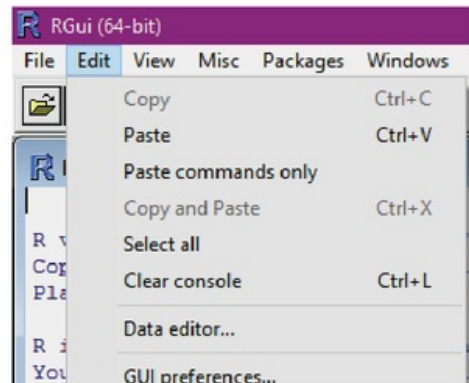 RGui (64-bit)
File Edit View Misc Packages Windows
Copy Ctrl+C
Paste Ctrl+V
Paste commands only
Copy and Paste Ctrl+X
Select all
Clear console Ctrl+L
Data editor...
GUI preferences...
R v
Cop
Pla
R i
You